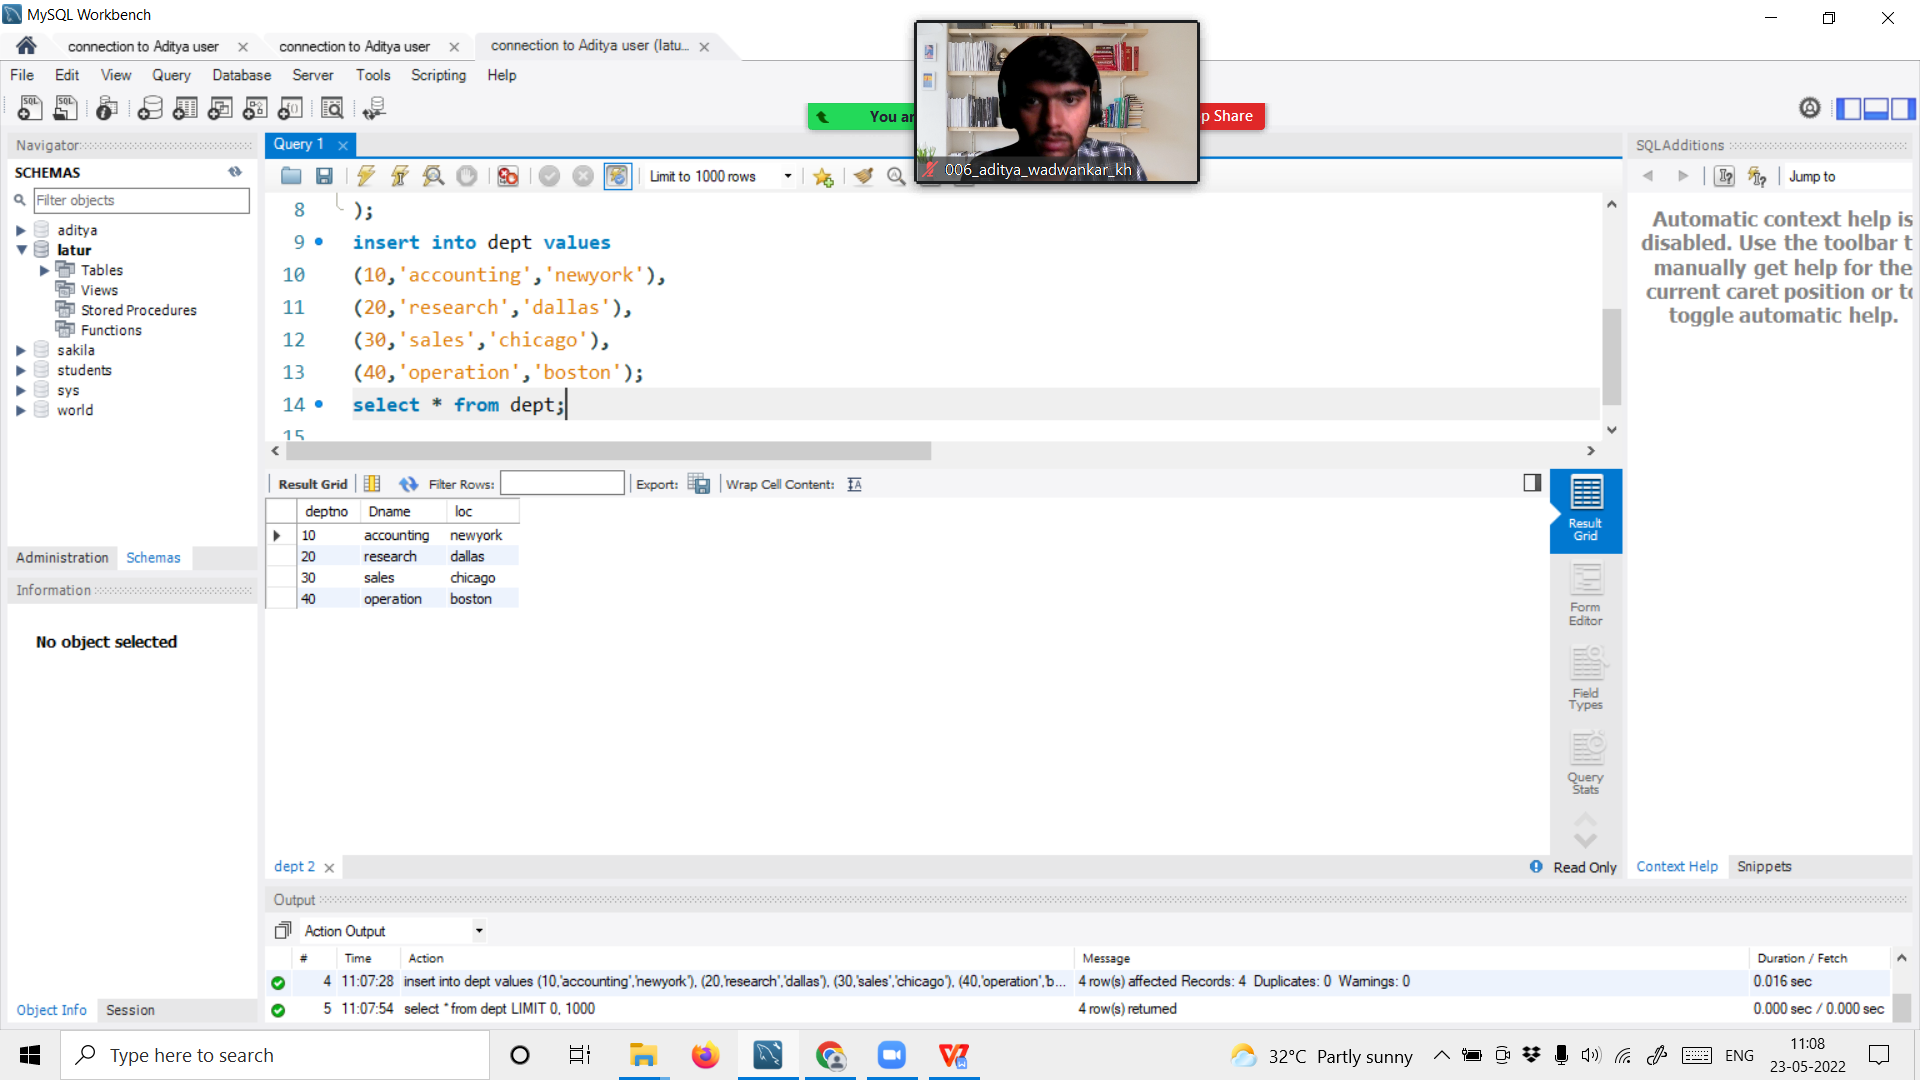 MySQL Workbench
connection to Aditya user
connection to Aditya user
connection to Aditya user (latu...
File Edit View Query Database Server Tools Scripting Help
You ar
p Share
006_aditya_wadwankar_kh
Navigator
SCHEMAS
Filter objects
aditya
latur
Tables
Views
Stored Procedures
Functions
sakila
students
sys
world
Administration Schemas
Information
No object selected
Object Info Session
Query 1
Limit to 1000 rows
8 );
9 insert into dept values
10 (10,'accounting','newyork'),
11 (20,'research','dallas'),
12 (30,'sales','chicago'),
13 (40,'operation','boston');
14 select * from dept;
15
Result Grid Filter Rows: Export: Wrap Cell Content:
deptno Dname loc
10 accounting newyork
20 research dallas
30 sales chicago
40 operation boston
Result
Grid
Form
Editor
Field
Types
Query
Stats
dept 2
Read Only
SQLAdditions
Jump to
Automatic context help is
disabled. Use the toolbar t
manually get help for the
current caret position or to
toggle automatic help.
Context Help Snippets
Output
Action Output
# Time Action Message Duration / Fetch
4 11:07:28 insert into dept values (10,'accounting','newyork'), (20,'research','dallas'), (30,'sales','chicago'), (40,'operation','b... 4 row(s) affected Records: 4 Duplicates: 0 Warnings: 0 0.016 sec
5 11:07:54 select * from dept LIMIT 0, 1000 4 row(s) returned 0.000 sec / 0.000 sec
Type here to search
32°C Partly sunny
ENG
11:08
23-05-2022